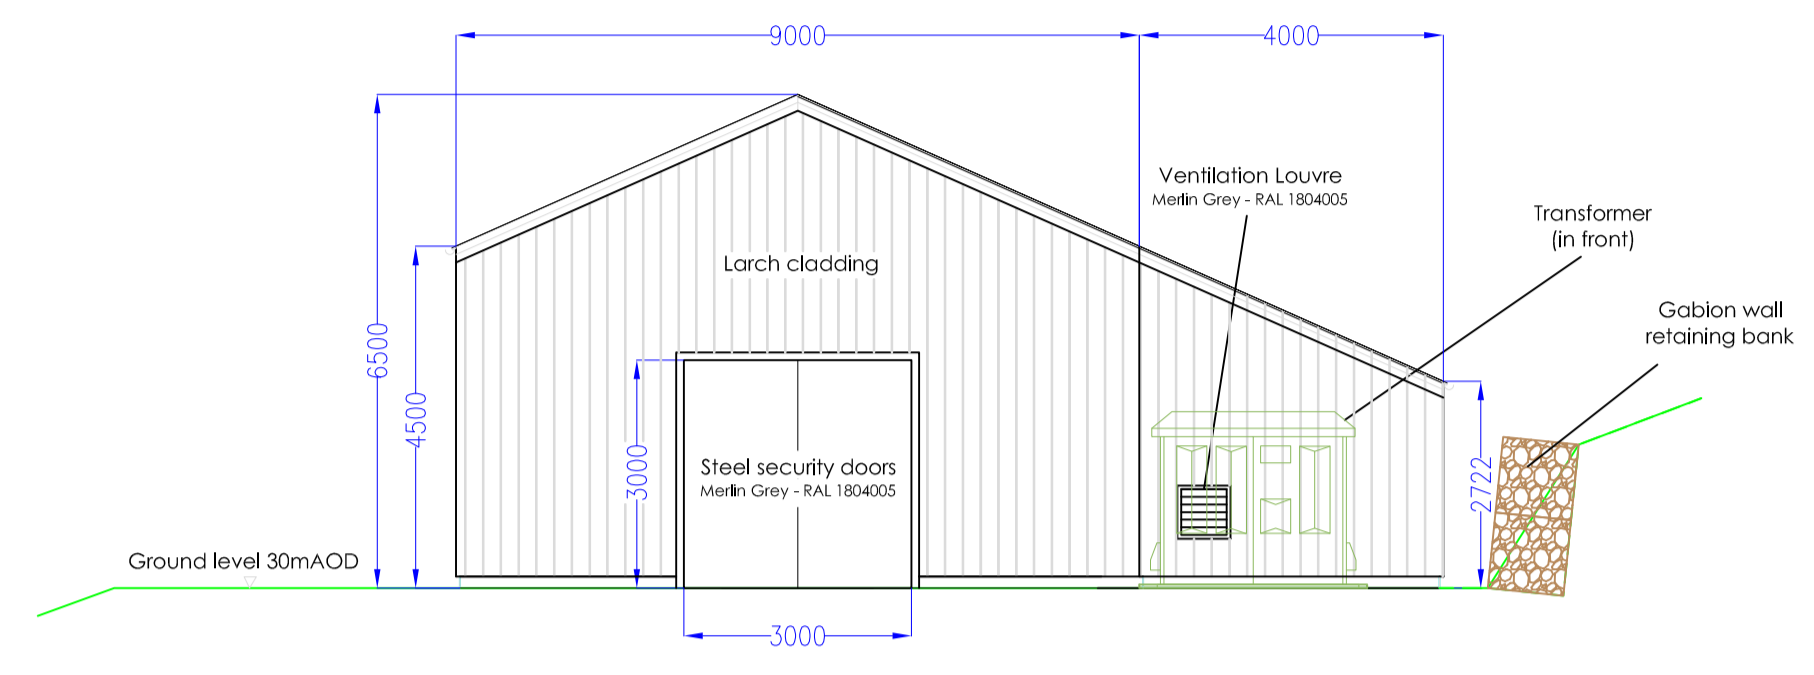 9000
4000
Ventilation Louvre
Merlin Grey - RAL 1804005
Transformer
(in front)
Larch cladding
Gabion wall
retaining bank
6500
4500
3000
Steel security doors
Merlin Grey - RAL 1804005
2722
Ground level 30mAOD
3000